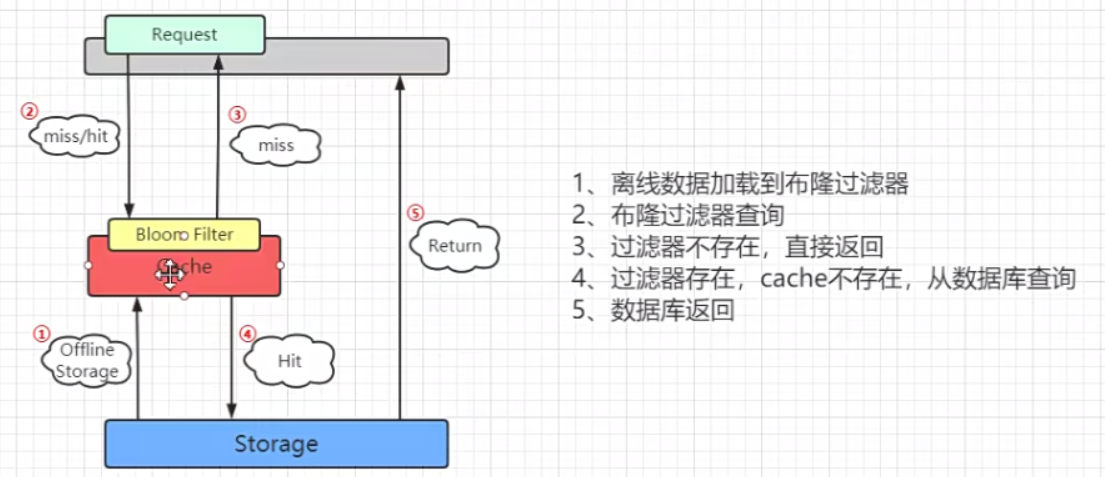 Request
② miss/hit
③ miss
Bloom Filter
Cache
⑤ Return
① Offline
Storage
④ Hit
Storage
1、离线数据加载到布隆过滤器
2、布隆过滤器查询
3、过滤器不存在，直接返回
4、过滤器存在，cache不存在，从数据库查询
5、数据库返回